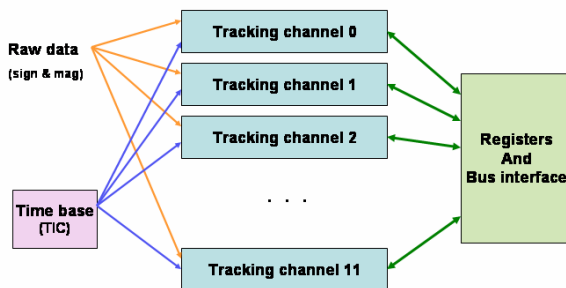 Tracking channel 0
Raw data
(sign & mag)
Tracking channel 1
Tracking channel 2
Registers
And
Bus interface
. . .
Time base
(TIC)
Tracking channel 11